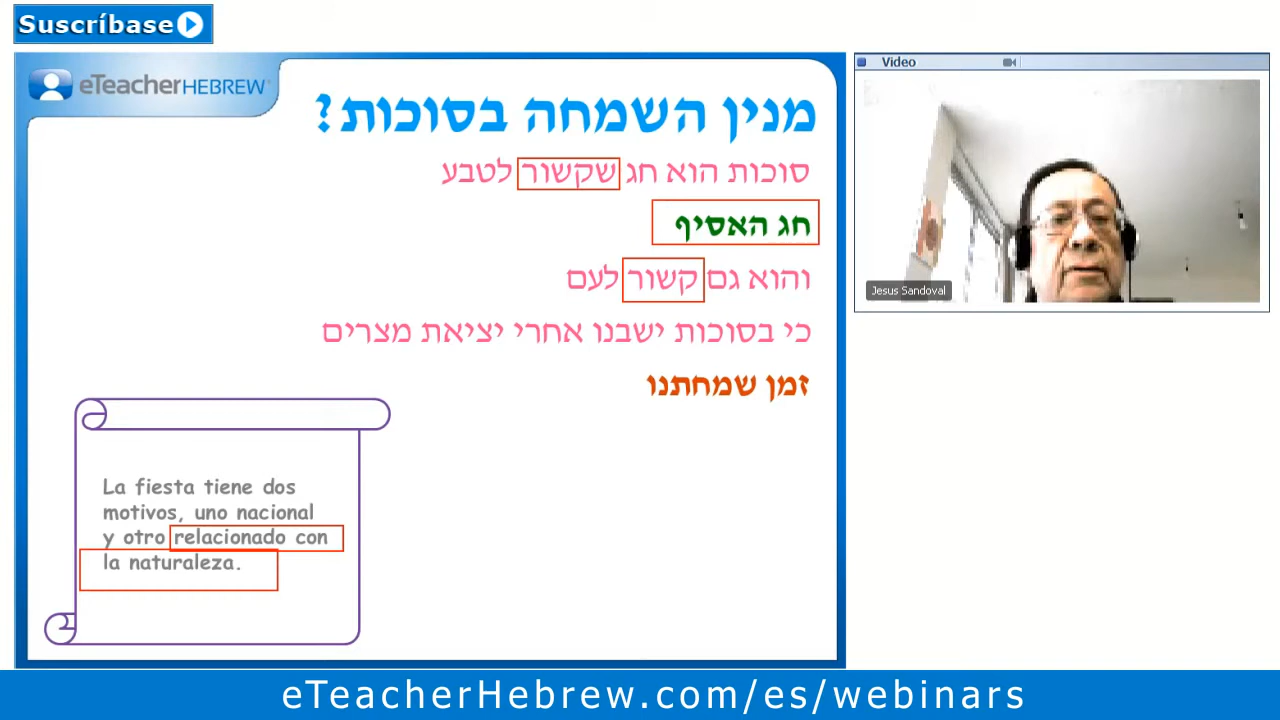 Suscríbase
eTeacherHEBREW
מנין השמחה בסוכות?
סוכות הוא חג שקשור לטבע
חג האסיף
והוא גם קשור לעם
כי בסוכות ישבנו אחרי יציאת מצרים
זמן שמחתנו
La fiesta tiene dos
motivos, uno nacional
y otro relacionado con
la naturaleza.
Video
Jesus Sandoval
eTeacherHebrew.com/es/webinars